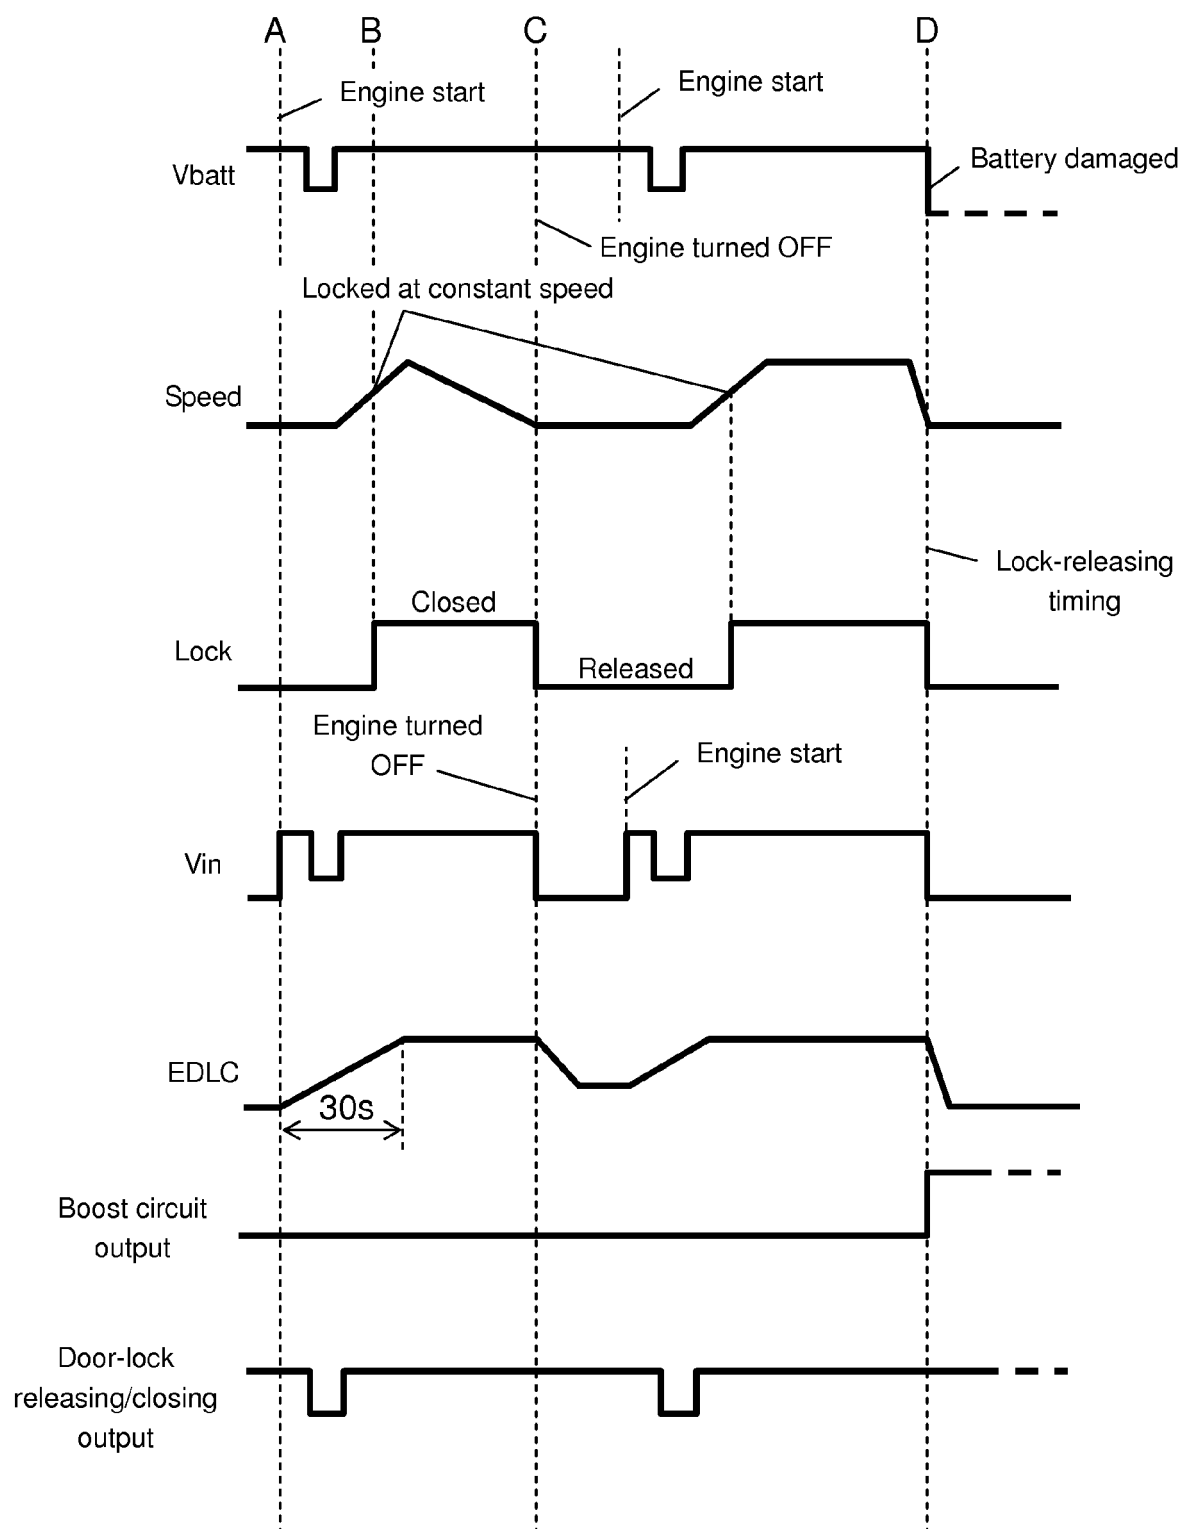 A B C D
Engine start
Engine start
Vbatt
Battery damaged
Engine turned OFF
Locked at constant speed
Speed
Lock-releasing
timing
Closed
Lock
Released
Engine turned
OFF
Engine start
Vin
EDLC
30s
Boost circuit
output
Door-lock
releasing/closing
output